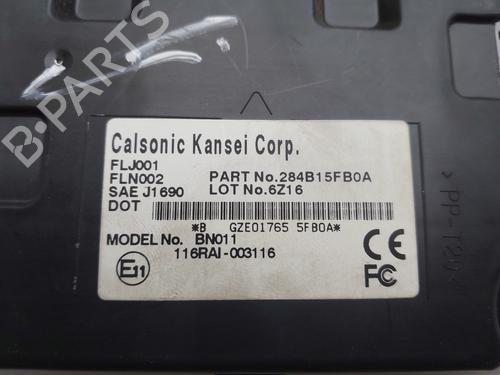 Calsonic Kansei Corp.
FLJ001
FLN002 PART No.284B15FB0A
SAE J1690 LOT No.6Z16
DOT
*B GZE01765 5FB0A*
MODEL No. BN011
116RAI-003116
E11
CE
FC
B-PARTS